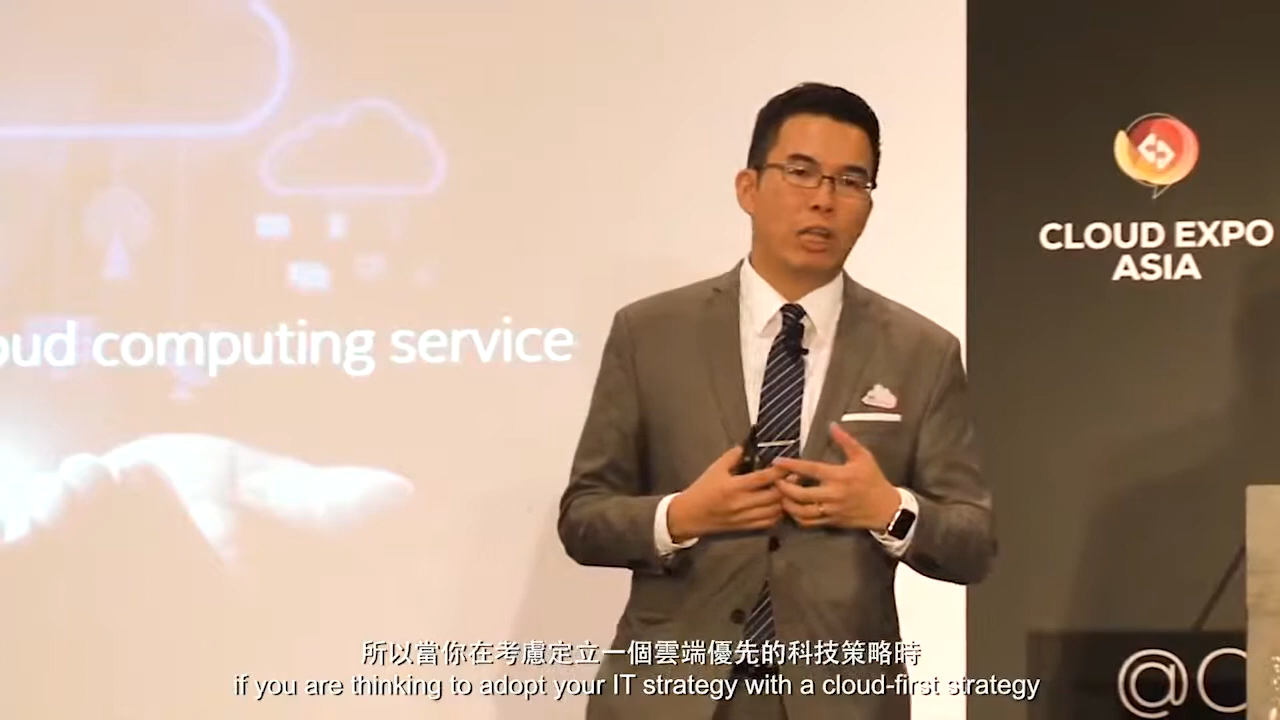 CLOUD EXPO
ASIA
oud computing service
所以當你在考慮定立一個雲端優先的科技策略時
if you are thinking to adopt your IT strategy with a cloud-first strategy
@C